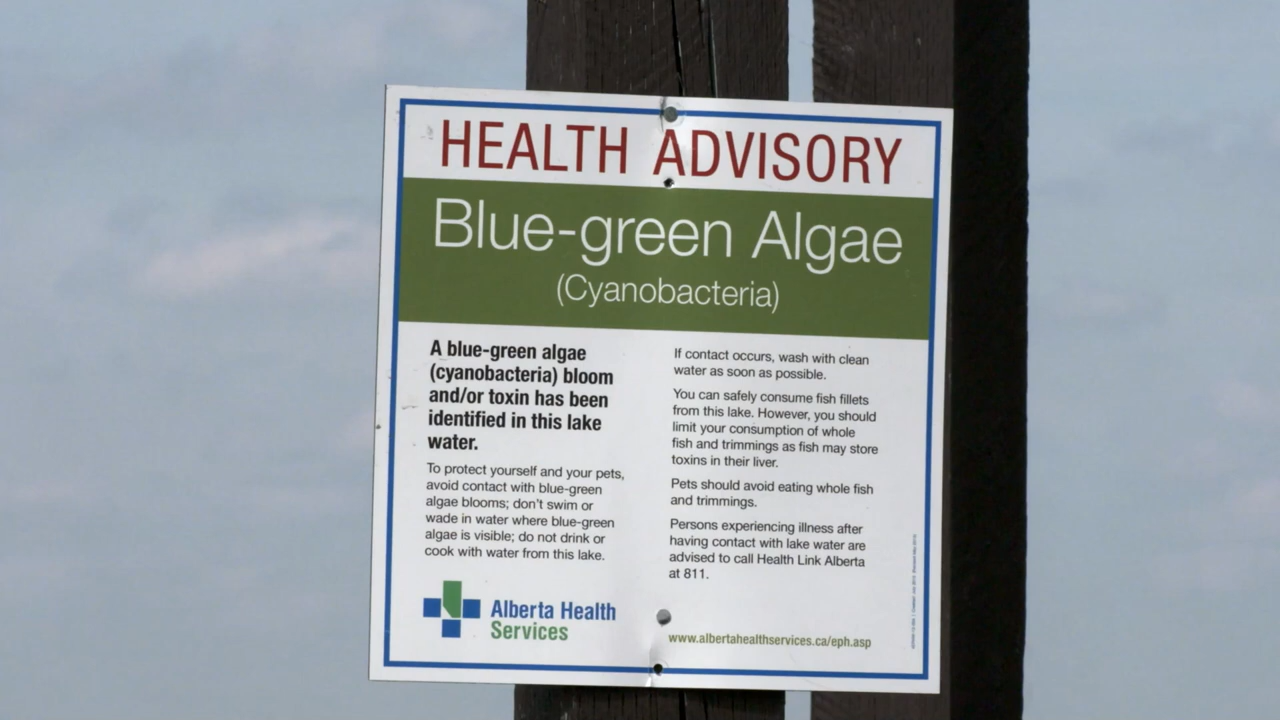 HEALTH ADVISORY
Blue-green Algae
(Cyanobacteria)
A blue-green algae
(cyanobacteria) bloom
and/or toxin has been
identified in this lake
water.
To protect yourself and your pets,
avoid contact with blue-green
algae blooms; don't swim or
wade in water where blue-green
algae is visible; do not drink or
cook with water from this lake.
If contact occurs, wash with clean
water as soon as possible.
You can safely consume fish fillets
from this lake. However, you should
limit your consumption of whole
fish and trimmings as fish may store
toxins in their liver.
Pets should avoid eating whole fish
and trimmings.
Persons experiencing illness after
having contact with lake water are
advised to call Health Link Alberta
at 811.
Alberta Health
Services
www.albertahealthservices.ca/eph.asp